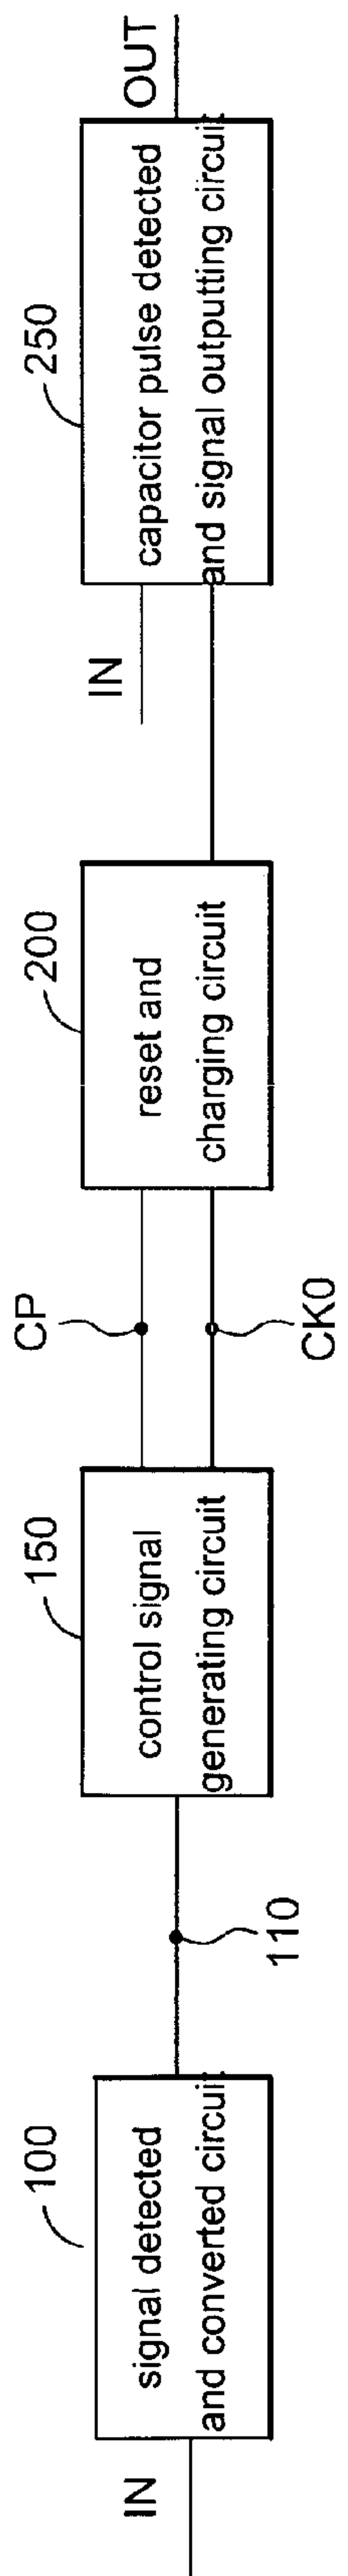 IN
100
signal detected
and converted circuit
110
150
control signal
generating circuit
CP
CK0
200
reset and
charging circuit
IN
250
capacitor pulse detected
and signal outputting circuit
OUT